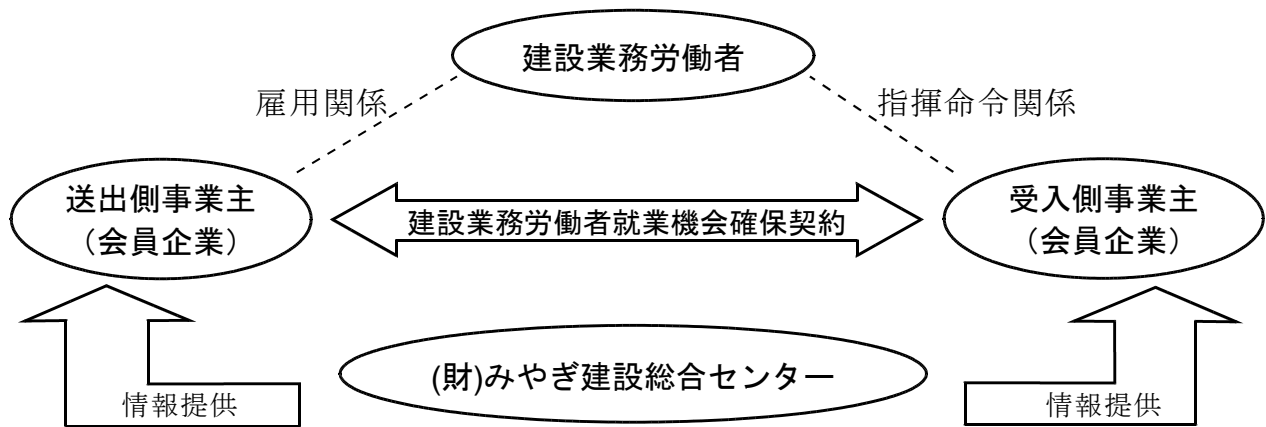 建設業務労働者
雇用関係
指揮命令関係
送出側事業主
（会員企業）
建設業務労働者就業機会確保契約
受入側事業主
（会員企業）
(財)みやぎ建設総合センター
情報提供
情報提供